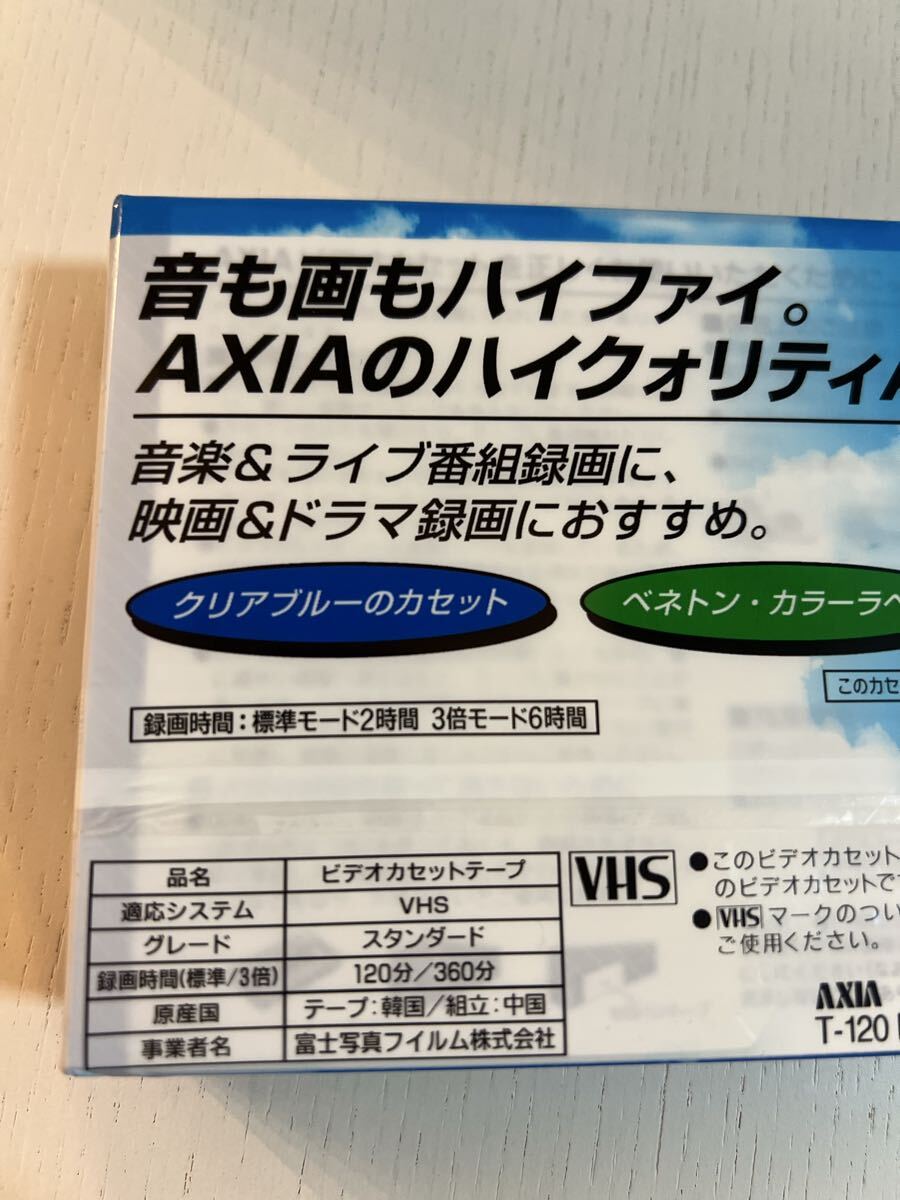 音も画もハイファイ。
AXIAのハイクォリティA
音楽&ライブ番組録画に、
映画&ドラマ録画におすすめ。
クリアブルーのカセット
ベネトン・カラーラベ
このカセ
録画時間：標準モード2時間 3倍モード6時間
品名 ビデオカセットテープ
適応システム VHS
グレード スタンダード
録画時間(標準/3倍) 120分／360分
原産国 テープ：韓国／組立：中国
事業者名 富士写真フイルム株式会社
VHS
●このビデオカセット
のビデオカセットで
●VHSマークのつい
ご使用ください。
AXIA
T-120